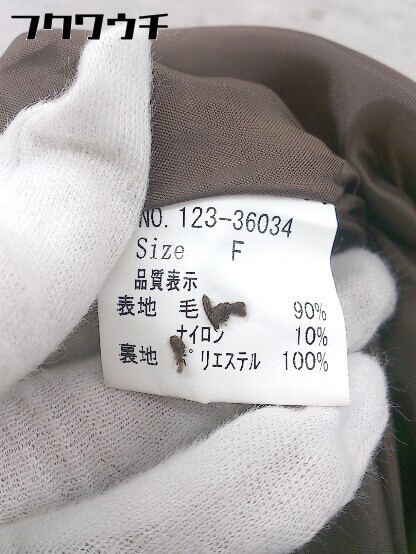 フクワウチ
NO. 123-36034
Size F
品質表示
表地 毛 90%
ナイロン 10%
裏地 ポリエステル 100%